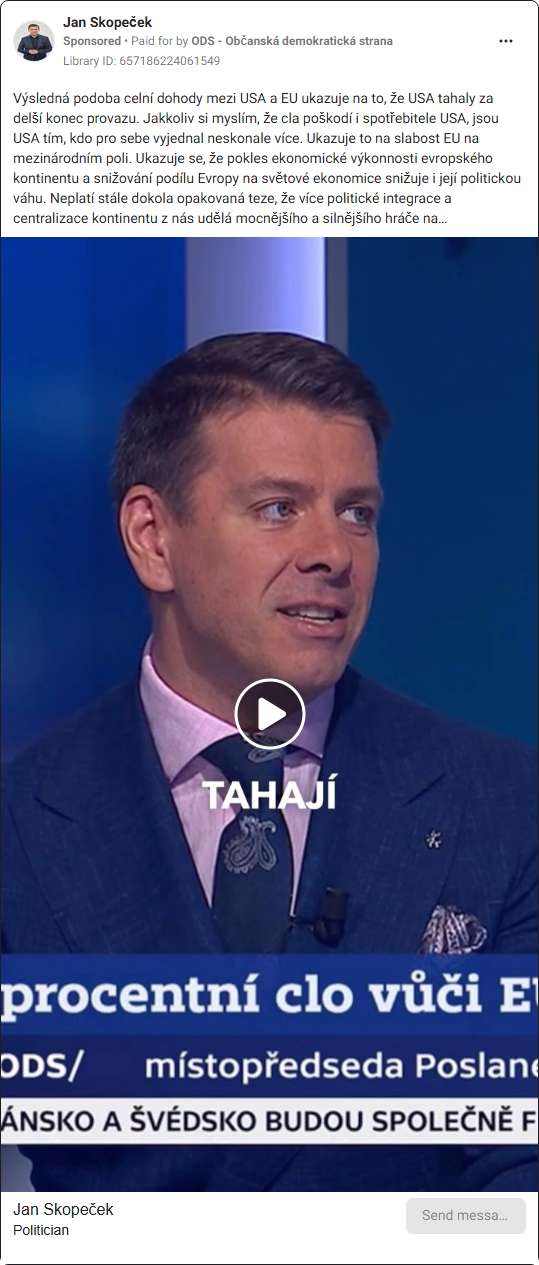 Jan Skopeček
Sponsored • Paid for by ODS - Občanská demokratická strana
Library ID: 657186224061549
Výsledná podoba celní dohody mezi USA a EU ukazuje na to, že USA tahaly za
delší konec provazu. Jakkoliv si myslím, že cla poškodí i spotřebitele USA, jsou
USA tím, kdo pro sebe vyjednal neskonale více. Ukazuje to na slabost EU na
mezinárodním poli. Ukazuje se, že pokles ekonomické výkonnosti evropského
kontinentu a snižování podílu Evropy na světové ekonomice snižuje i její politickou
váhu. Neplatí stále dokola opakovaná teze, že více politické integrace a
centralizace kontinentu z nás udělá mocnějšího a silnějšího hráče na…
TAHAJÍ
procentní clo vůči EU
ODS/ místopředseda Poslane
ÁNSKO A ŠVÉDSKO BUDOU SPOLEČNĚ F
Jan Skopeček
Politician
Send messa…